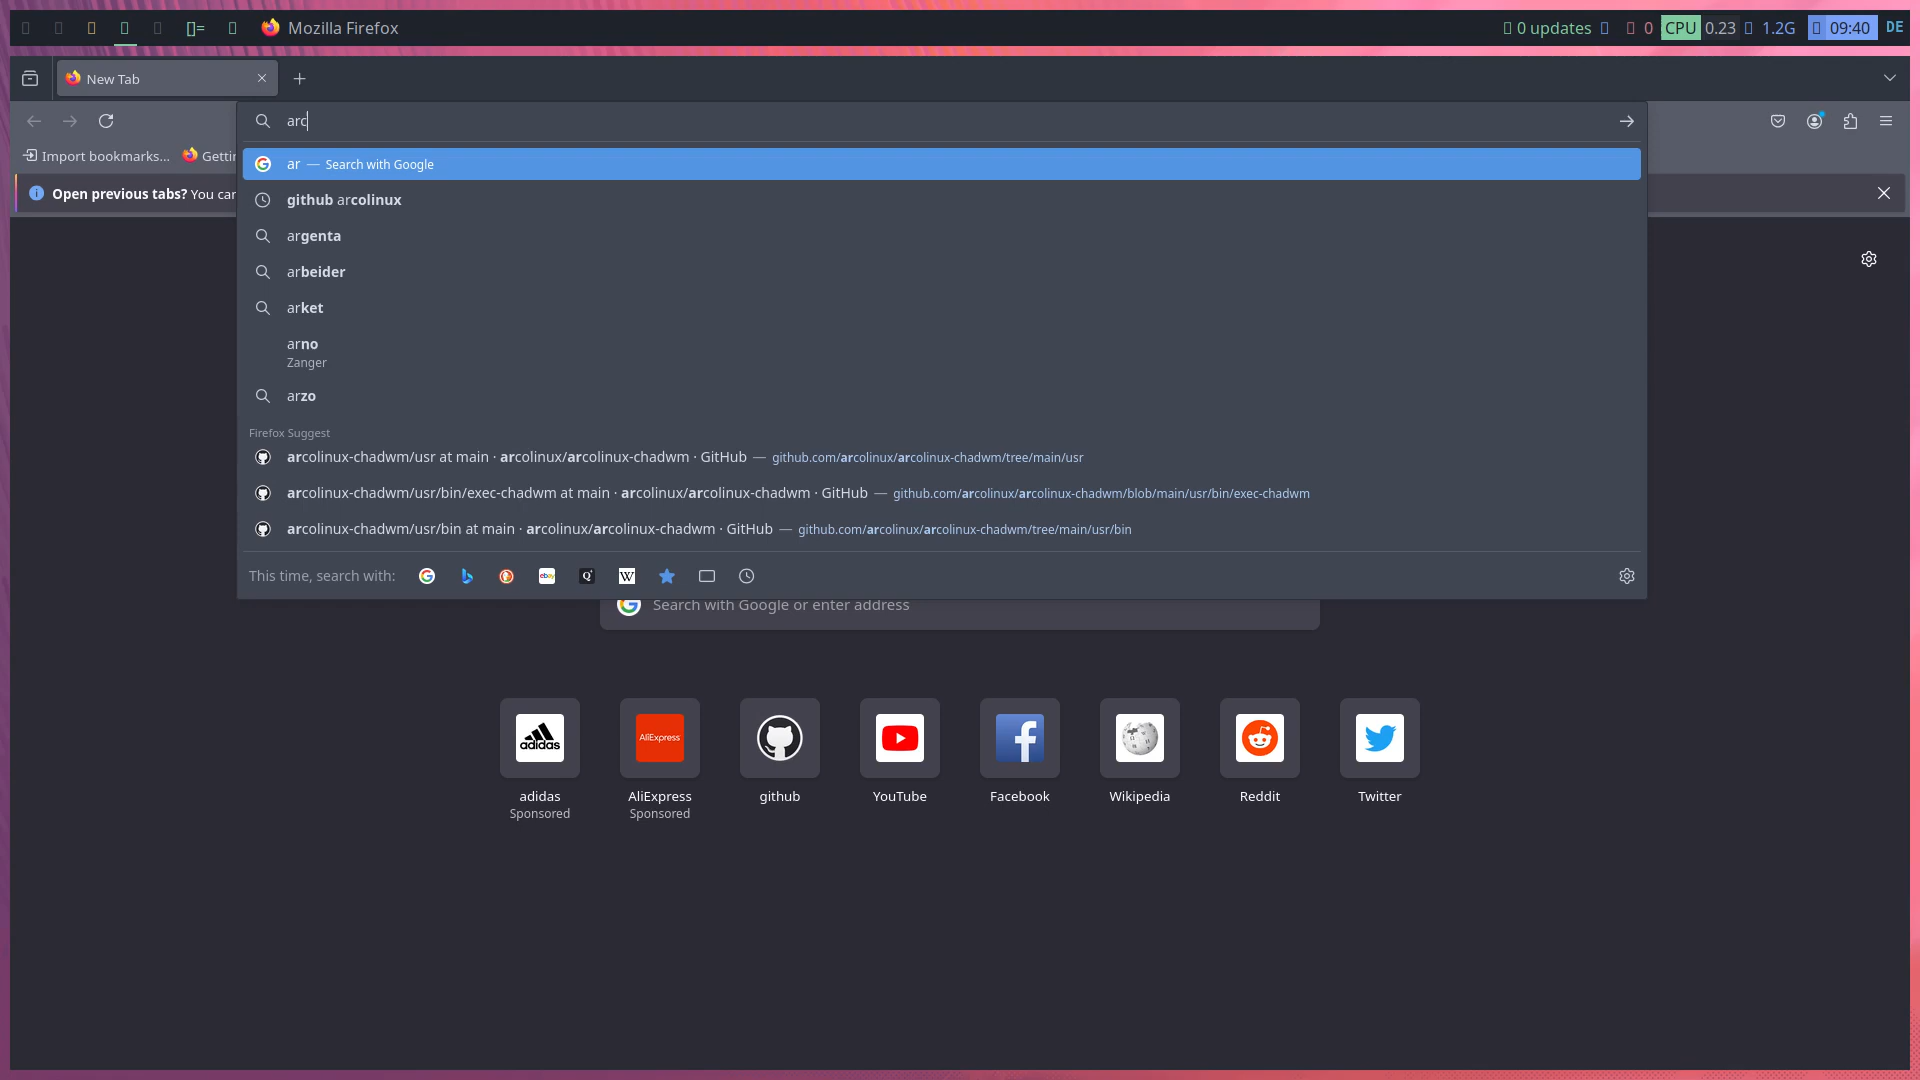 []= Mozilla Firefox 0 updates 0 CPU 0.23 1.2G 09:40 DE
New Tab
arc
Import bookmarks... Getti
ar — Search with Google
Open previous tabs? You can
github arcolinux
argenta
arbeider
arket
arno
Zanger
arzo
Firefox Suggest
arcolinux-chadwm/usr at main · arcolinux/arcolinux-chadwm · GitHub — github.com/arcolinux/arcolinux-chadwm/tree/main/usr
arcolinux-chadwm/usr/bin/exec-chadwm at main · arcolinux/arcolinux-chadwm · GitHub — github.com/arcolinux/arcolinux-chadwm/blob/main/usr/bin/exec-chadwm
arcolinux-chadwm/usr/bin at main · arcolinux/arcolinux-chadwm · GitHub — github.com/arcolinux/arcolinux-chadwm/tree/main/usr/bin
This time, search with: ebay Q W
Search with Google or enter address
adidas AliExpress
adidas AliExpress github YouTube Facebook Wikipedia Reddit Twitter
Sponsored Sponsored